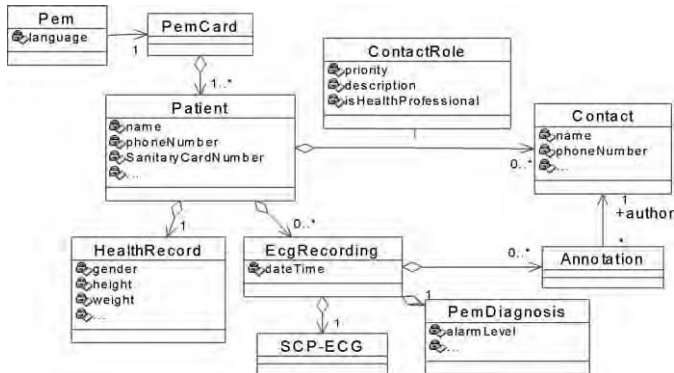 Pem
language
1
PemCard
1..*
ContactRole
priority
description
isHealthProfessional
Patient
name
phoneNumber
SanitaryCardNumber
...
Contact
name
phoneNumber
...
0..*
1
+author
1
0..*
*
HealthRecord
gender
height
weight
...
EcgRecording
dateTime
0..*
Annotation
1
1
PemDiagnosis
alarmLevel
...
SCP-ECG